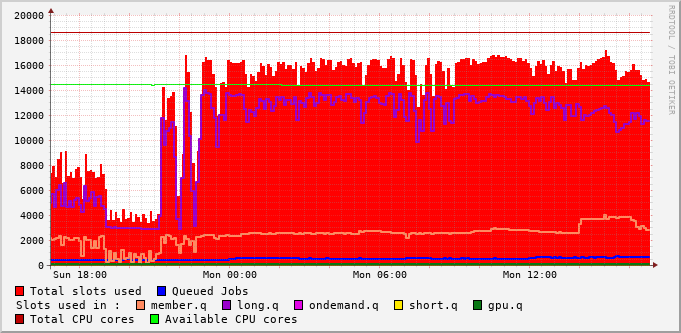 20000
18000
16000
14000
12000
10000
8000
6000
4000
2000
0
Sun 18:00 Mon 00:00 Mon 06:00 Mon 12:00
RRDTOOL / TOBI OETIKER
Total slots used Queued Jobs
Slots used in : member.q long.q ondemand.q short.q gpu.q
Total CPU cores Available CPU cores